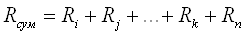 R_сум = R_i + R_j + ... + R_k + R_n